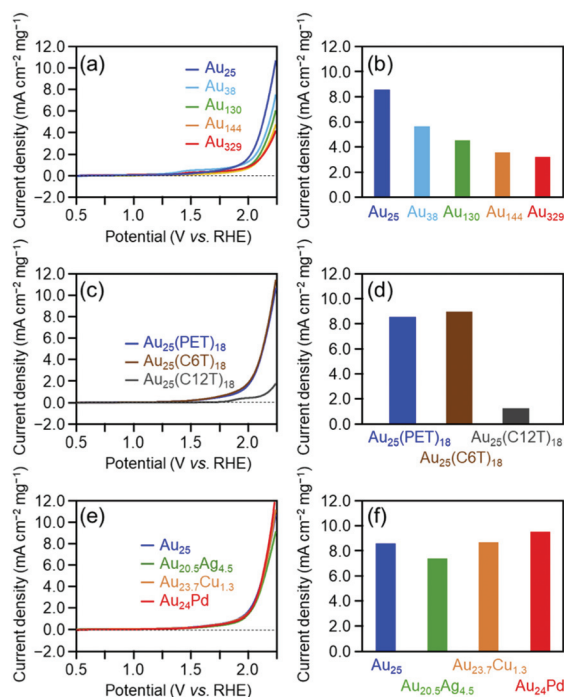 (a)
Current density (mA cm⁻² mg⁻¹)
12.0
10.0
8.0
6.0
4.0
2.0
0.0
−2.0
Au₂₅
Au₃₈
Au₁₃₀
Au₁₄₄
Au₃₂₉
0.5 1.0 1.5 2.0
Potential (V vs. RHE)
(b)
Current density (mA cm⁻² mg⁻¹)
12.0
10.0
8.0
6.0
4.0
2.0
0.0
Au₂₅ Au₃₈ Au₁₃₀ Au₁₄₄ Au₃₂₉
(c)
Current density (mA cm⁻² mg⁻¹)
12.0
10.0
8.0
6.0
4.0
2.0
0.0
−2.0
Au₂₅(PET)₁₈
Au₂₅(C6T)₁₈
Au₂₅(C12T)₁₈
0.5 1.0 1.5 2.0
Potential (V vs. RHE)
(d)
Current density (mA cm⁻² mg⁻¹)
12.0
10.0
8.0
6.0
4.0
2.0
0.0
Au₂₅(PET)₁₈ Au₂₅(C12T)₁₈
Au₂₅(C6T)₁₈
(e)
Current density (mA cm⁻² mg⁻¹)
12.0
10.0
8.0
6.0
4.0
2.0
0.0
−2.0
Au₂₅
Au₂₀.₅Ag₄.₅
Au₂₃.₇Cu₁.₃
Au₂₄Pd
0.5 1.0 1.5 2.0
Potential (V vs. RHE)
(f)
Current density (mA cm⁻² mg⁻¹)
12.0
10.0
8.0
6.0
4.0
2.0
0.0
Au₂₅ Au₂₃.₇Cu₁.₃
Au₂₀.₅Ag₄.₅ Au₂₄Pd